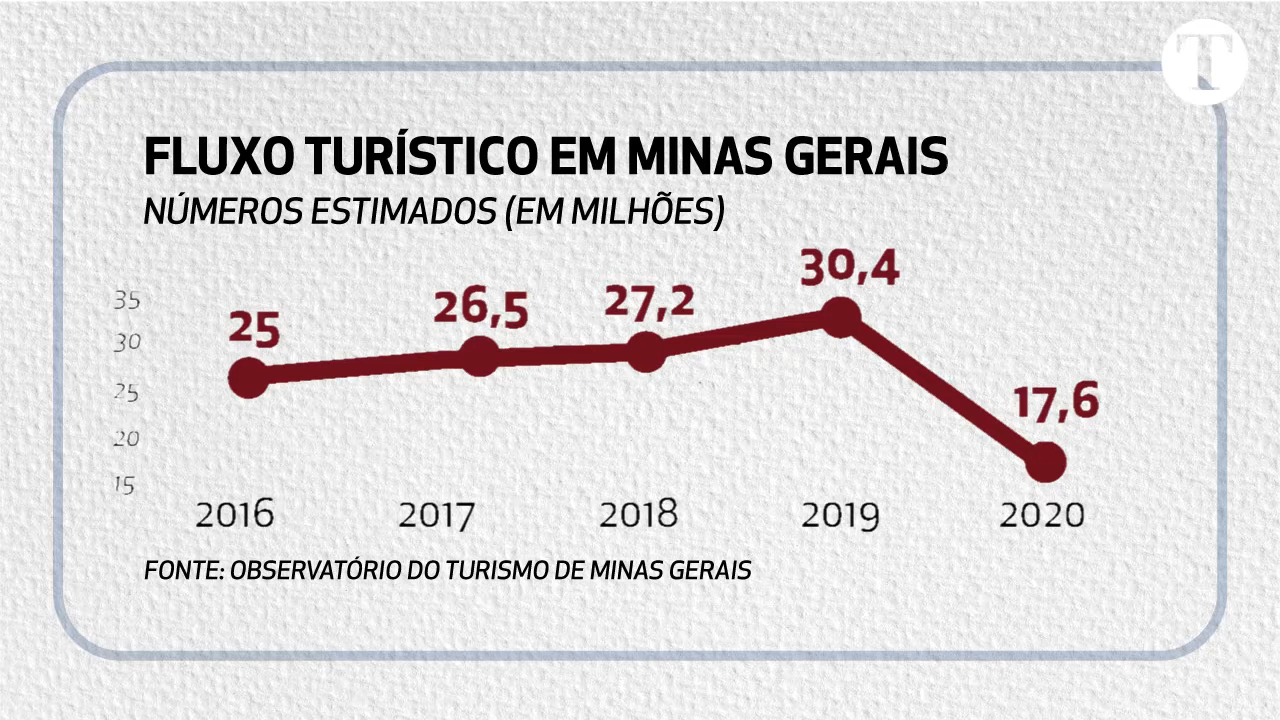 T
FLUXO TURÍSTICO EM MINAS GERAIS
NÚMEROS ESTIMADOS (EM MILHÕES)
35
30
25
20
15
25
26,5
27,2
30,4
17,6
2016 2017 2018 2019 2020
FONTE: OBSERVATÓRIO DO TURISMO DE MINAS GERAIS